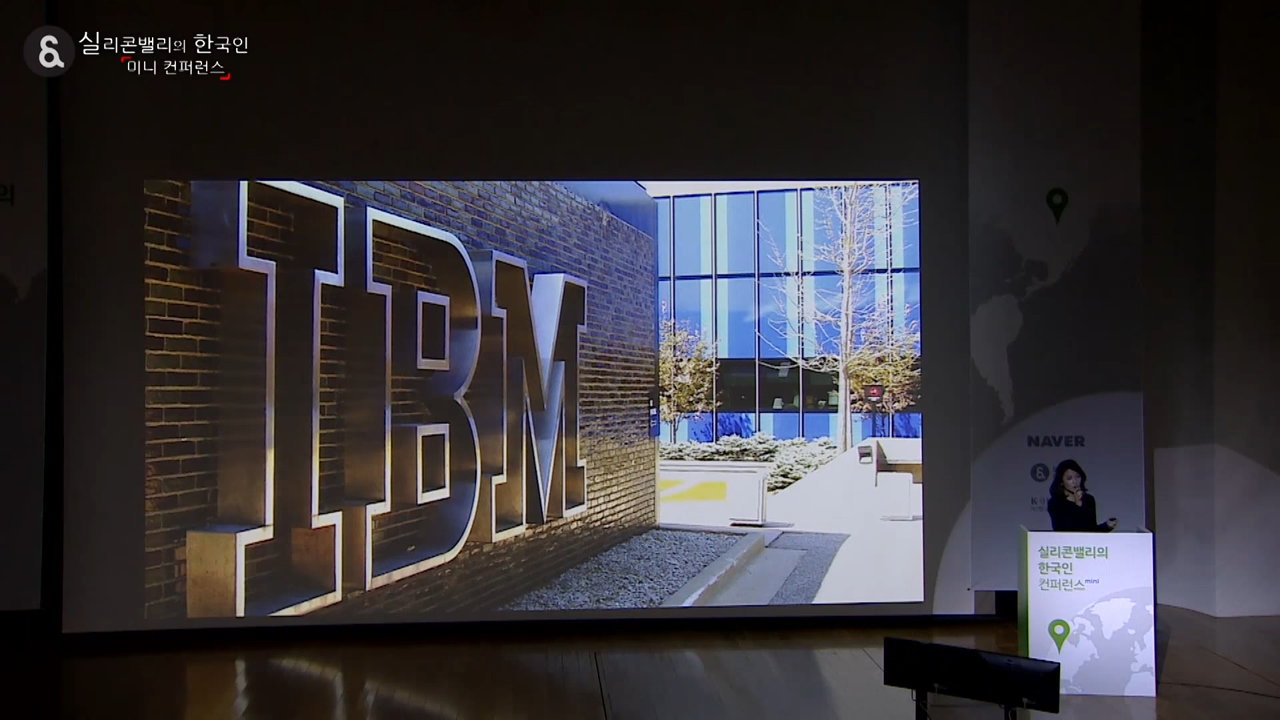 실리콘밸리의 한국인
미니 컨퍼런스
의
IBM
NAVER
실리콘밸리의
한국인
컨퍼런스mini